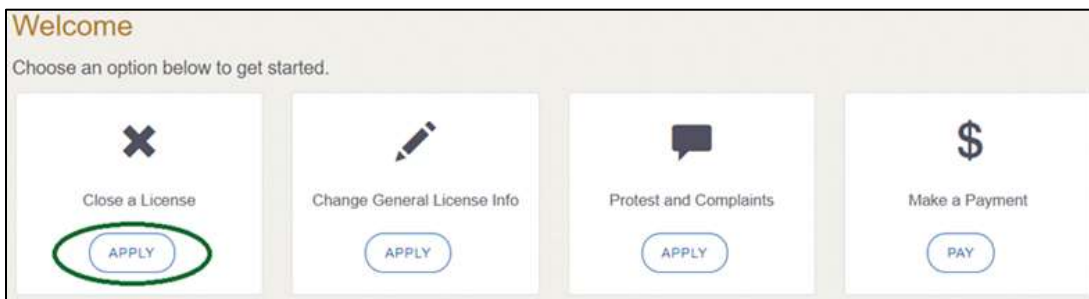 Welcome
Choose an option below to get started.
Close a License
APPLY
Change General License Info
APPLY
Protest and Complaints
APPLY
$
Make a Payment
PAY